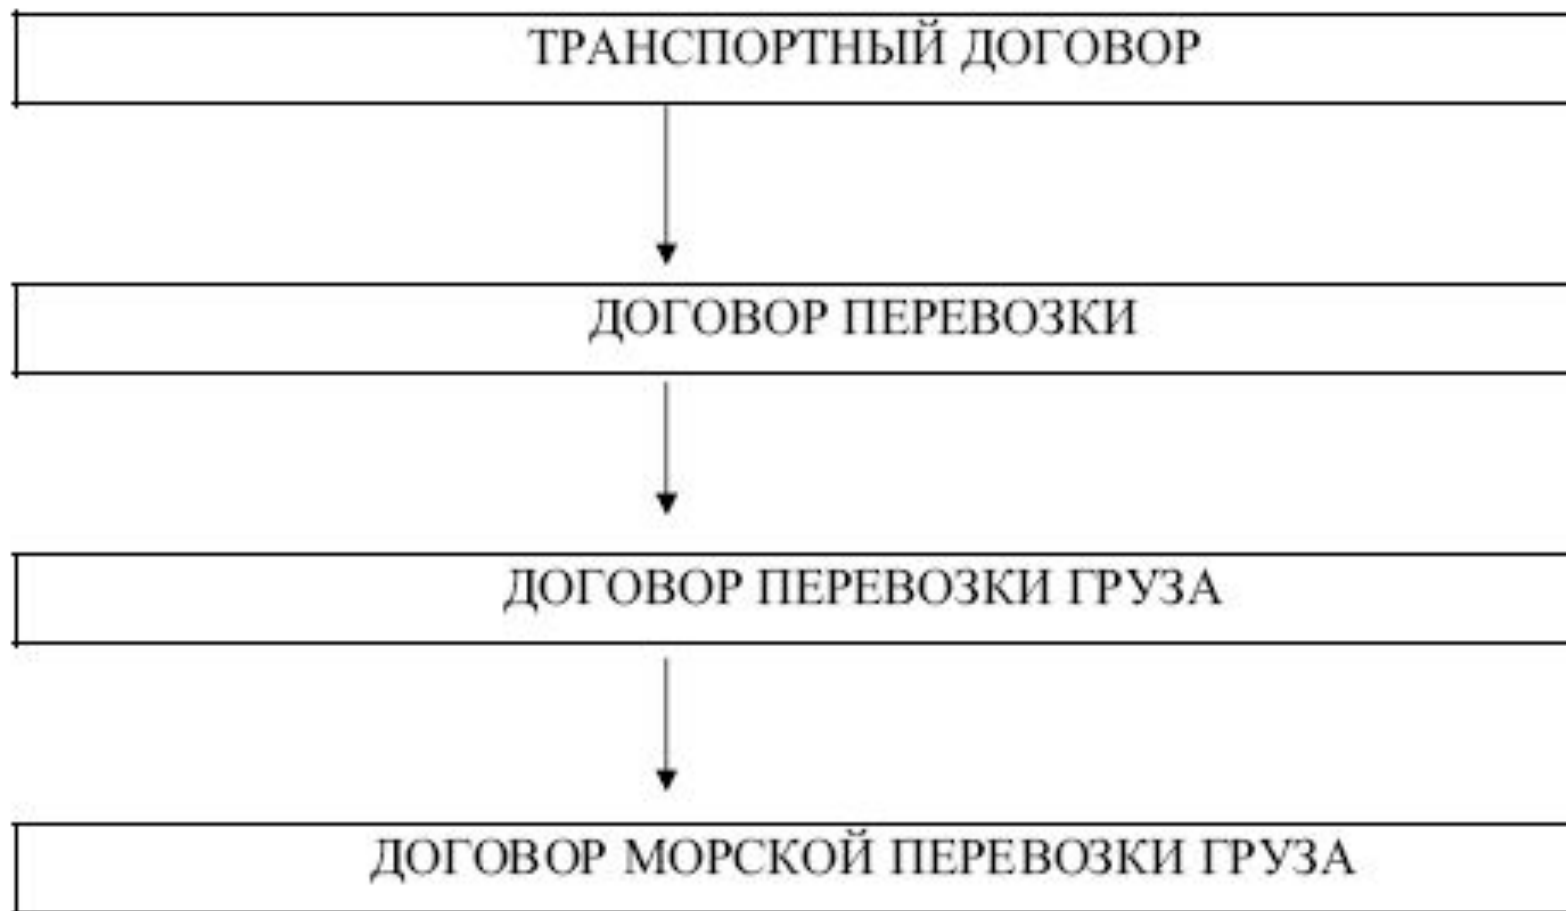 ТРАНСПОРТНЫЙ ДОГОВОР
ДОГОВОР ПЕРЕВОЗКИ
ДОГОВОР ПЕРЕВОЗКИ ГРУЗА
ДОГОВОР МОРСКОЙ ПЕРЕВОЗКИ ГРУЗА